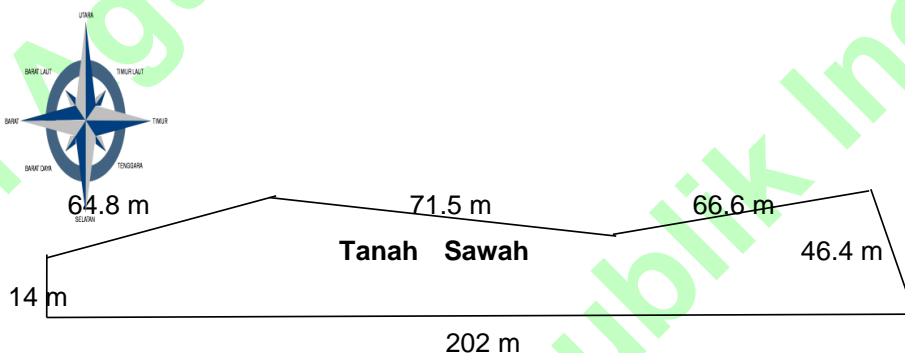 UTARA
BARAT LAUT
TIMUR LAUT
BARAT
TIMUR
BARAT DAYA
TENGGARA
SELATAN
64.8 m
71.5 m
66.6 m
Tanah Sawah
46.4 m
14 m
202 m